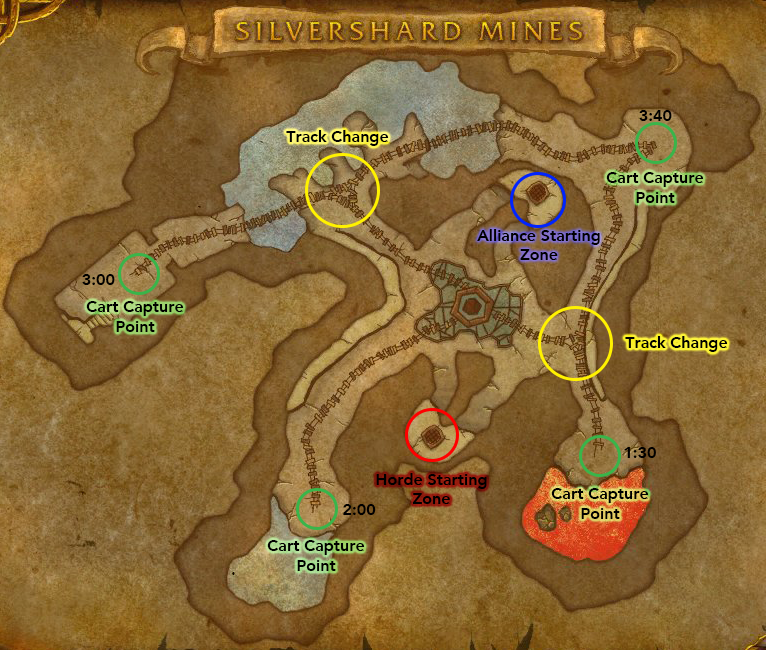 SILVERSHARD MINES
3:40
Track Change
Cart Capture
Point
Alliance Starting
Zone
3:00
Cart Capture
Point
Track Change
Horde Starting
Zone
1:30
Cart Capture
Point
2:00
Cart Capture
Point